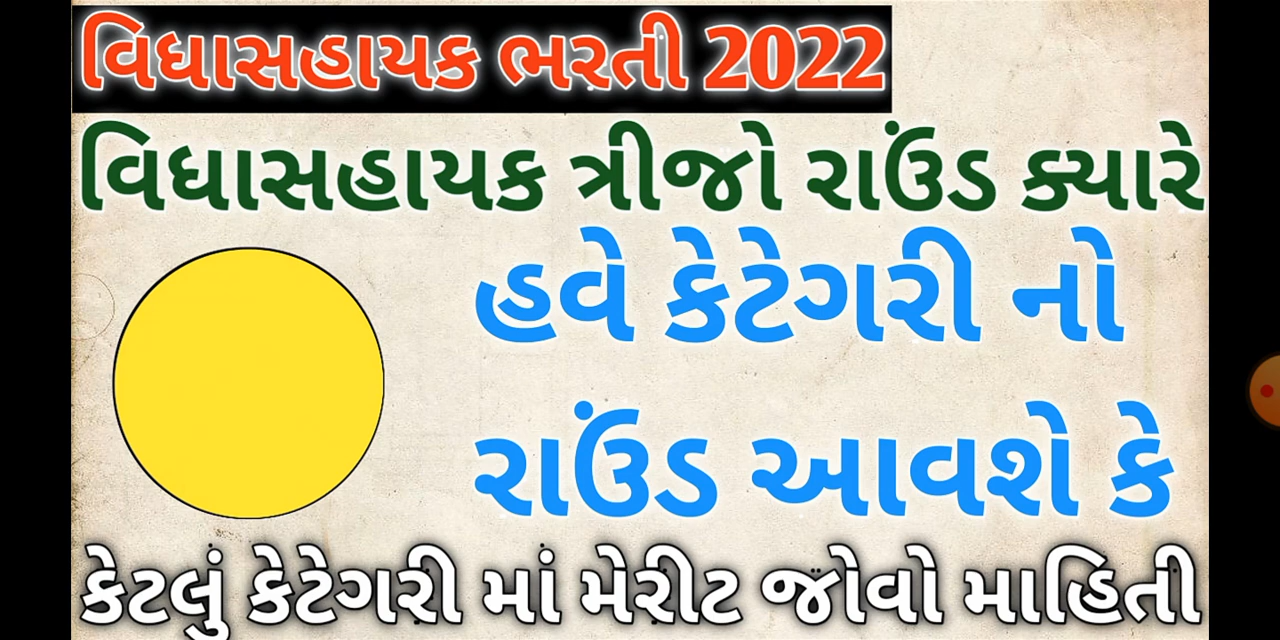 વિધાસહાયક ભરતી 2022
વિધાસહાયક ત્રીજો રાઉંડ ક્યારે
હવે કેટેગરી નો
રાઉંડ આવશે કે
કેટલું કેટેગરી માં મેરીટ જોવો માહિતી